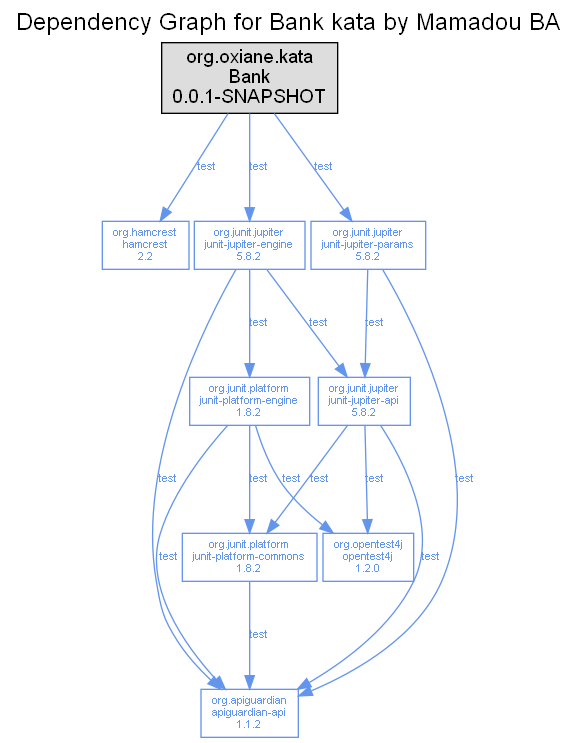 Dependency Graph for Bank kata by Mamadou BA
org.oxiane.kata
Bank
0.0.1-SNAPSHOT
test
test
test
org.hamcrest
hamcrest
2.2
org.junit.jupiter
junit-jupiter-engine
5.8.2
org.junit.jupiter
junit-jupiter-params
5.8.2
test
test
test
org.junit.platform
junit-platform-engine
1.8.2
org.junit.jupiter
junit-jupiter-api
5.8.2
test
test
test
test
test
test
org.junit.platform
junit-platform-commons
1.8.2
org.opentest4j
opentest4j
1.2.0
test
test
test
org.apiguardian
apiguardian-api
1.1.2